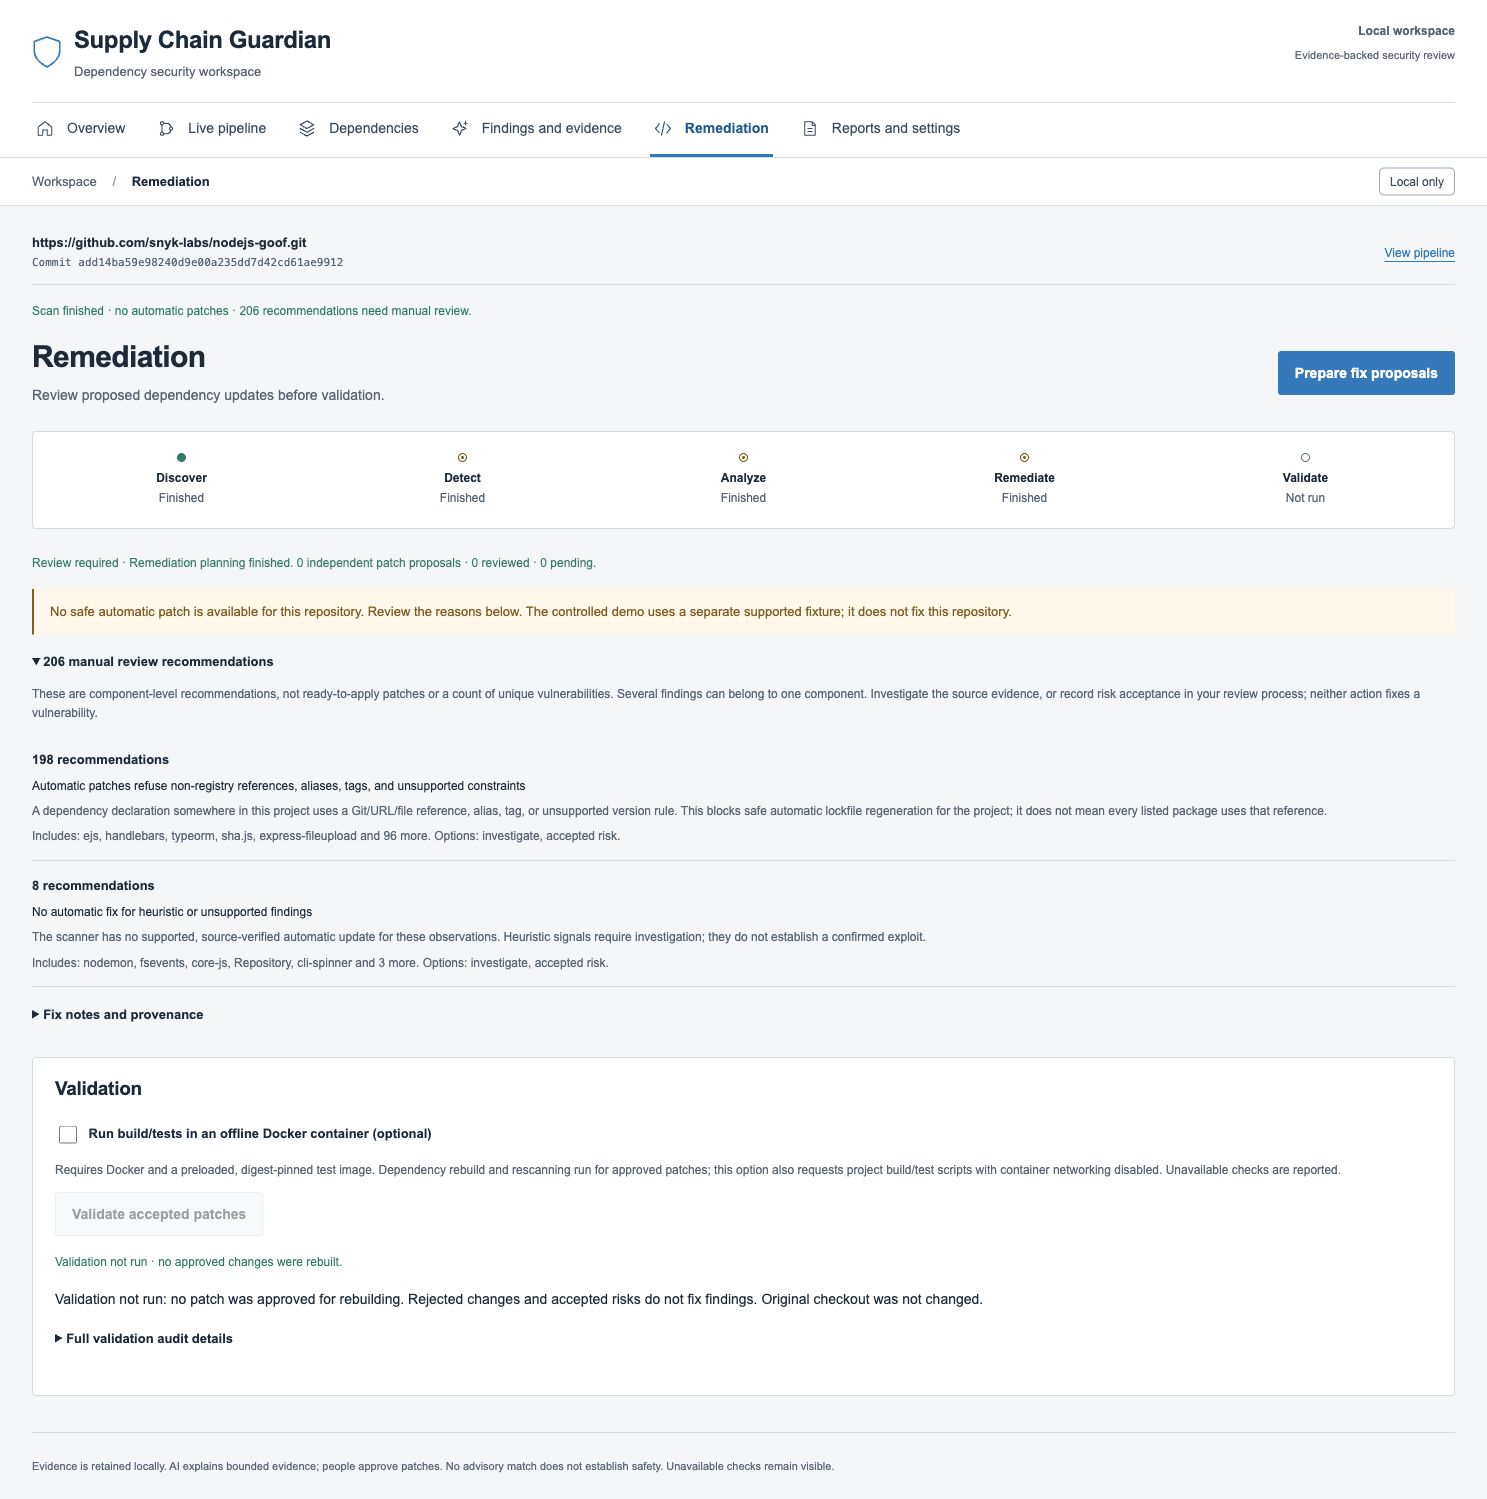 Supply Chain Guardian
Dependency security workspace
Local workspace
Evidence-backed security review
Overview
Live pipeline
Dependencies
Findings and evidence
Remediation
Reports and settings
Workspace / Remediation
Local only
https://github.com/snyk-labs/nodejs-goof.git
Commit add14ba59e98240d9e00a235dd7d42cd61ae9912
View pipeline
Scan finished · no automatic patches · 206 recommendations need manual review.
Remediation
Review proposed dependency updates before validation.
Prepare fix proposals
Discover
Finished
Detect
Finished
Analyze
Finished
Remediate
Finished
Validate
Not run
Review required · Remediation planning finished. 0 independent patch proposals · 0 reviewed · 0 pending.
No safe automatic patch is available for this repository. Review the reasons below. The controlled demo uses a separate supported fixture; it does not fix this repository.
206 manual review recommendations
These are component-level recommendations, not ready-to-apply patches or a count of unique vulnerabilities. Several findings can belong to one component. Investigate the source evidence, or record risk acceptance in your review process; neither action fixes a
vulnerability.
198 recommendations
Automatic patches refuse non-registry references, aliases, tags, and unsupported constraints
A dependency declaration somewhere in this project uses a Git/URL/file reference, alias, tag, or unsupported version rule. This blocks safe automatic lockfile regeneration for the project; it does not mean every listed package uses that reference.
Includes: ejs, handlebars, typeorm, sha.js, express-fileupload and 96 more. Options: investigate, accepted risk.
8 recommendations
No automatic fix for heuristic or unsupported findings
The scanner has no supported, source-verified automatic update for these observations. Heuristic signals require investigation; they do not establish a confirmed exploit.
Includes: nodemon, fsevents, core-js, Repository, cli-spinner and 3 more. Options: investigate, accepted risk.
Fix notes and provenance
Validation
Run build/tests in an offline Docker container (optional)
Requires Docker and a preloaded, digest-pinned test image. Dependency rebuild and rescanning run for approved patches; this option also requests project build/test scripts with container networking disabled. Unavailable checks are reported.
Validate accepted patches
Validation not run · no approved changes were rebuilt.
Validation not run: no patch was approved for rebuilding. Rejected changes and accepted risks do not fix findings. Original checkout was not changed.
Full validation audit details
Evidence is retained locally. AI explains bounded evidence; people approve patches. No advisory match does not establish safety. Unavailable checks remain visible.